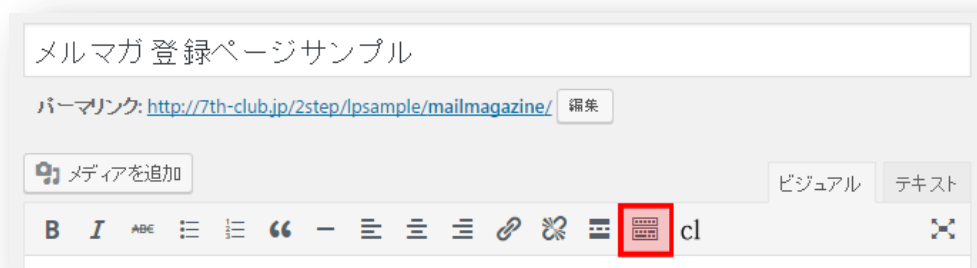 メルマガ登録ページサンプル
パーマリンク: http://7th-club.jp/2step/lpsample/mailmagazine/ 編集
メディアを追加
ビジュアル テキスト
B I ABE cl